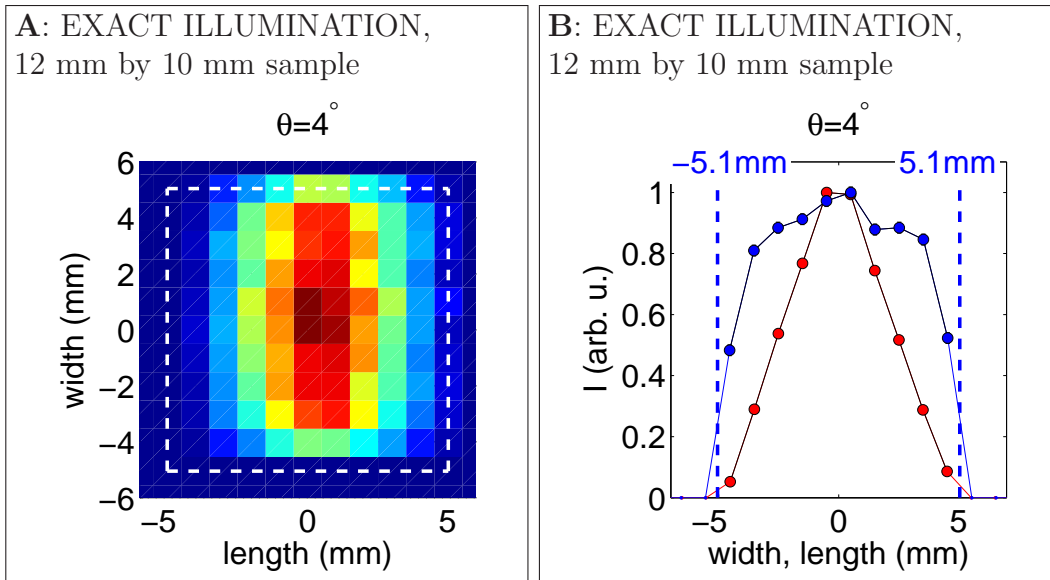 A: EXACT ILLUMINATION,
12 mm by 10 mm sample
θ=4°
6
4
2
0
−2
−4
−6
width (mm)
−5 0 5
length (mm)
B: EXACT ILLUMINATION,
12 mm by 10 mm sample
θ=4°
−5.1mm 5.1mm
1
0.8
0.6
0.4
0.2
0
I (arb. u.)
−5 0 5
width, length (mm)